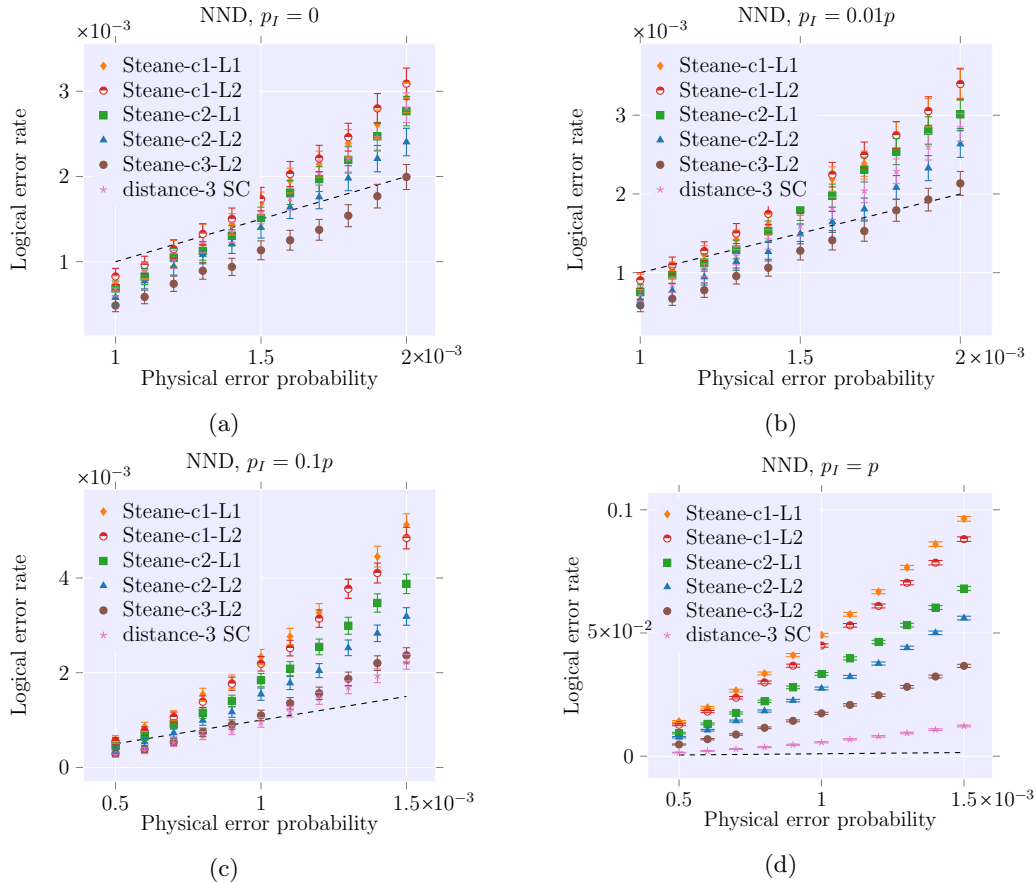 NND, p_I = 0
×10⁻³
Logical error rate
3
2
1
Steane-c1-L1
Steane-c1-L2
Steane-c2-L1
Steane-c2-L2
Steane-c3-L2
distance-3 SC
1
1.5
2×10⁻³
Physical error probability
(a)
NND, p_I = 0.01p
×10⁻³
Logical error rate
3
2
1
Steane-c1-L1
Steane-c1-L2
Steane-c2-L1
Steane-c2-L2
Steane-c3-L2
distance-3 SC
1
1.5
2×10⁻³
Physical error probability
(b)
NND, p_I = 0.1p
×10⁻³
Logical error rate
4
2
0
Steane-c1-L1
Steane-c1-L2
Steane-c2-L1
Steane-c2-L2
Steane-c3-L2
distance-3 SC
0.5
1
1.5×10⁻³
Physical error probability
(c)
NND, p_I = p
Logical error rate
0.1
5×10⁻²
0
Steane-c1-L1
Steane-c1-L2
Steane-c2-L1
Steane-c2-L2
Steane-c3-L2
distance-3 SC
0.5
1
1.5×10⁻³
Physical error probability
(d)